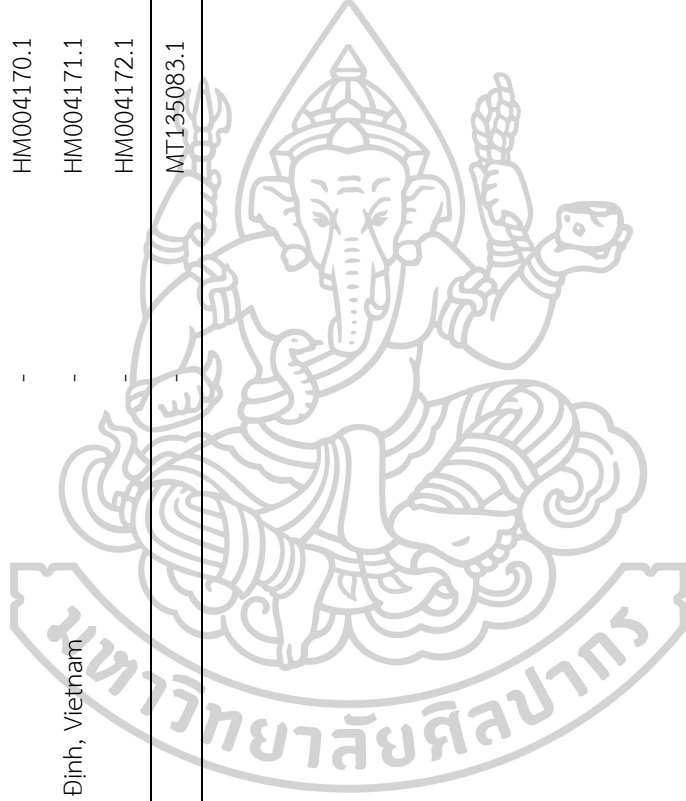 - HM004170.1
Định, Vietnam - HM004171.1
- HM004172.1
- MT135083.1
มหาวิทยาลัยศิลปากร